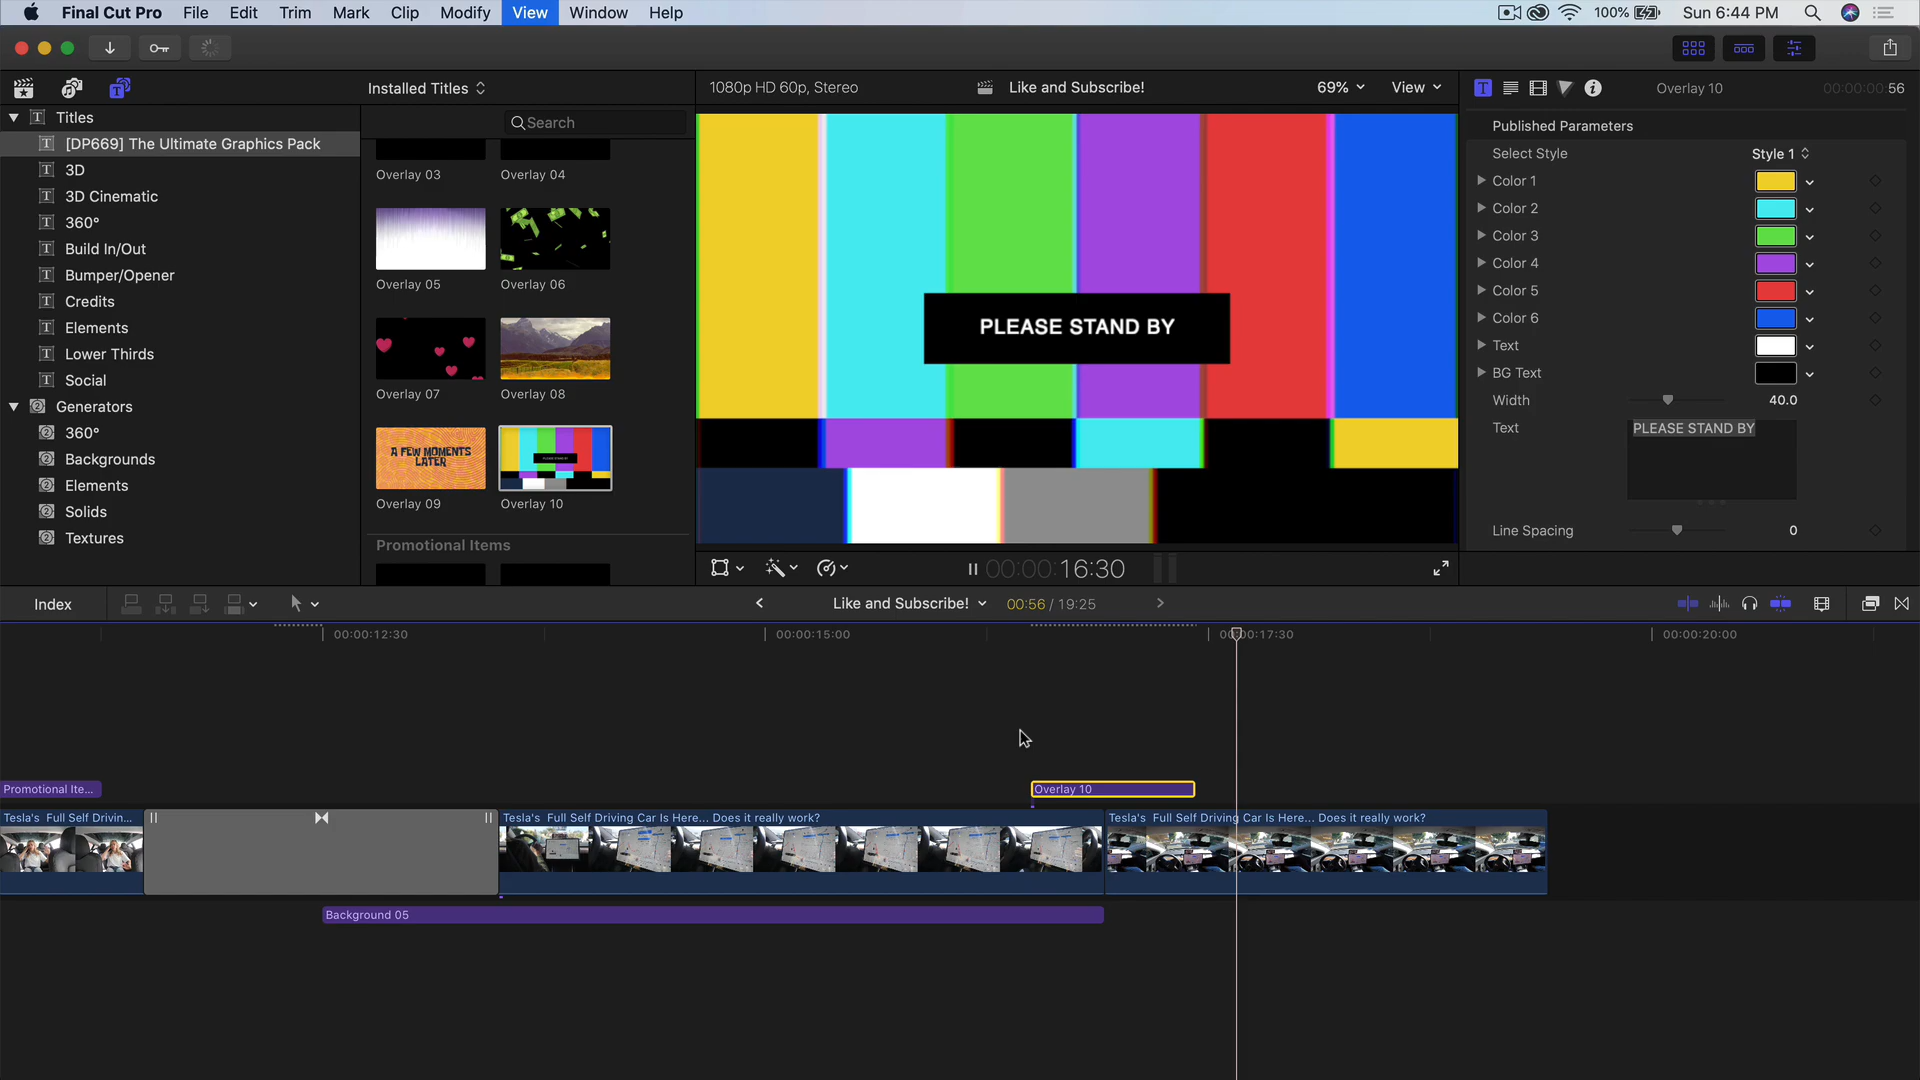 Final Cut Pro File Edit Trim Mark Clip Modify View Window Help
100% Sun 6:44 PM
Installed Titles
1080p HD 60p, Stereo
Like and Subscribe!
69%
View
Overlay 10
00:00:00:56
Titles
[DP669] The Ultimate Graphics Pack
3D
3D Cinematic
360°
Build In/Out
Bumper/Opener
Credits
Elements
Lower Thirds
Social
Generators
360°
Backgrounds
Elements
Solids
Textures
Search
Overlay 03
Overlay 04
Overlay 05
Overlay 06
Overlay 07
Overlay 08
A FEW MOMENTS
LATER
PLEASE STAND BY
Overlay 09
Overlay 10
Promotional Items
PLEASE STAND BY
00:00:16:30
Published Parameters
Select Style
Style 1
Color 1
Color 2
Color 3
Color 4
Color 5
Color 6
Text
BG Text
Width
40.0
Text
PLEASE STAND BY
Line Spacing
0
Index
Like and Subscribe!
00:56 / 19:25
00:00:12:30
00:00:15:00
00:00:17:30
00:00:20:00
Promotional Ite...
Overlay 10
Tesla's Full Self Drivin...
Tesla's Full Self Driving Car Is Here... Does it really work?
Tesla's Full Self Driving Car Is Here... Does it really work?
Background 05